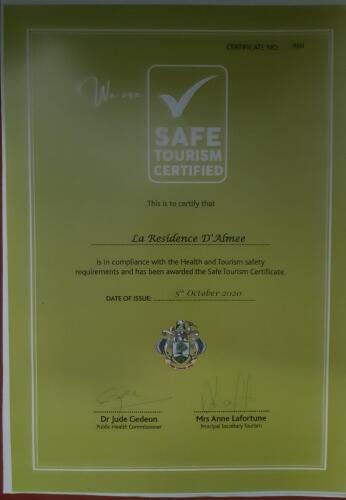 CERTIFICATE NO:
We are
SAFE
TOURISM
CERTIFIED
This is to certify that
La Residence D'Almee
is in compliance with the Health and Tourism safety
requirements and has been awarded the Safe Tourism Certificate.
DATE OF ISSUE: 5th October 2020
Dr Jude Gedeon
Public Health Commissioner
Mrs Anne Lafortune
Principal Secretary Tourism